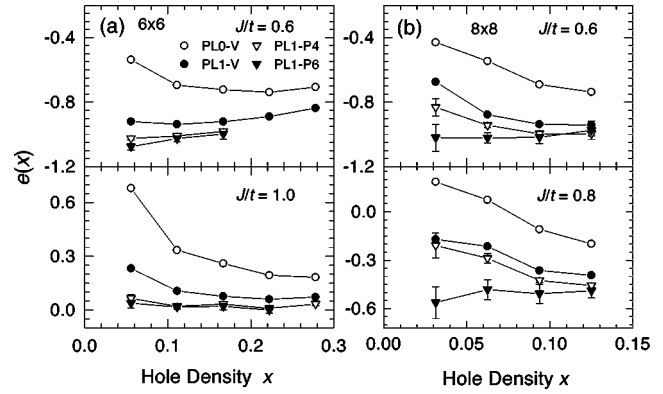 (a) 6x6 J/t = 0.6
PL0-V PL1-P4
PL1-V PL1-P6
-0.4
-0.8
-1.2
e(x)
J/t = 1.0
0.6
0.3
0.0
0.0 0.1 0.2 0.3
Hole Density x
(b) 8x8 J/t = 0.6
-0.4
-0.8
-1.2
J/t = 0.8
0.0
-0.3
-0.6
0.00 0.05 0.10 0.15
Hole Density x